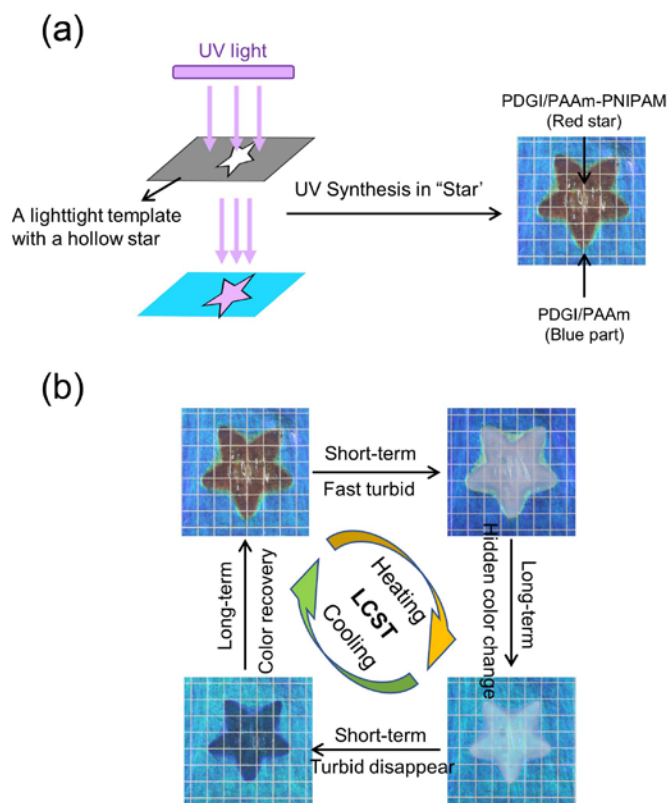 (a)
UV light
A lighttight template
with a hollow star
UV Synthesis in “Star’
PDGI/PAAm-PNIPAM
(Red star)
PDGI/PAAm
(Blue part)
(b)
Short-term
Fast turbid
Long-term
Hidden color change
Short-term
Turbid disappear
Long-term
Color recovery
Heating
LCST
Cooling